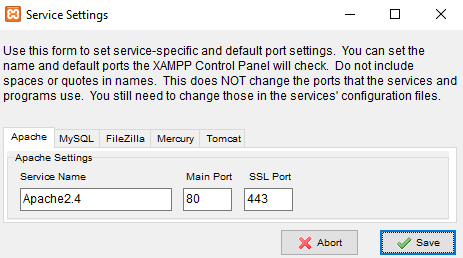 Service Settings
Use this form to set service-specific and default port settings. You can set the
name and default ports the XAMPP Control Panel will check. Do not include
spaces or quotes in names. This does NOT change the ports that the services and
programs use. You still need to change those in the services' configuration files.
Apache MySQL FileZilla Mercury Tomcat
Apache Settings
Service Name Main Port SSL Port
Apache2.4 80 443
Abort Save